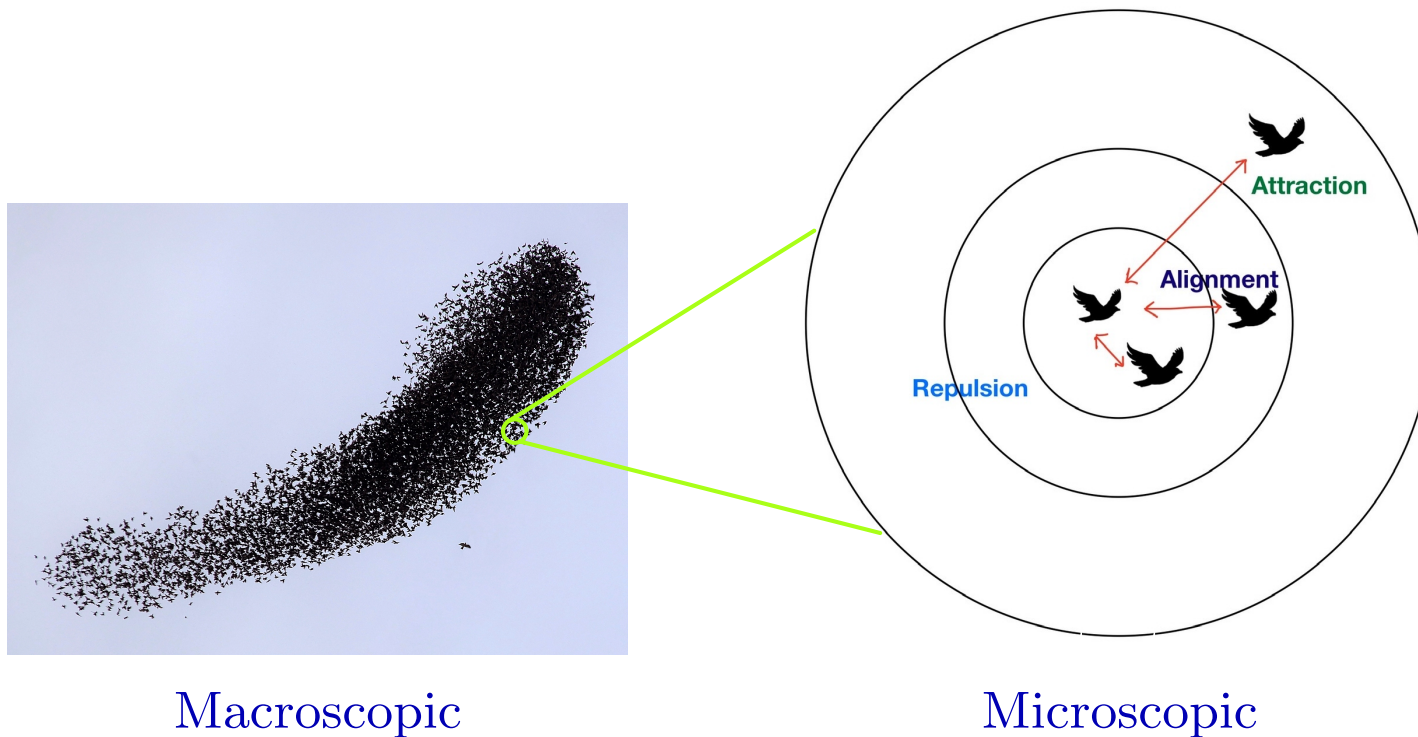 Attraction
Alignment
Repulsion
Macroscopic
Microscopic